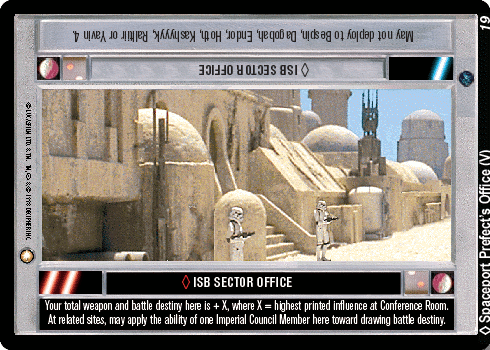 May not deploy to Bespin, Dagobah, Endor, Hoth, Kashyyyk, Ralltiir or Yavin 4.
◊ ISB SECTOR OFFICE
◊ ISB SECTOR OFFICE
Your total weapon and battle destiny here is + X, where X = highest printed influence at Conference Room.
At related sites, may apply the ability of one Imperial Council Member here toward drawing battle destiny.
◊ Spaceport Prefect's Office (V)
19